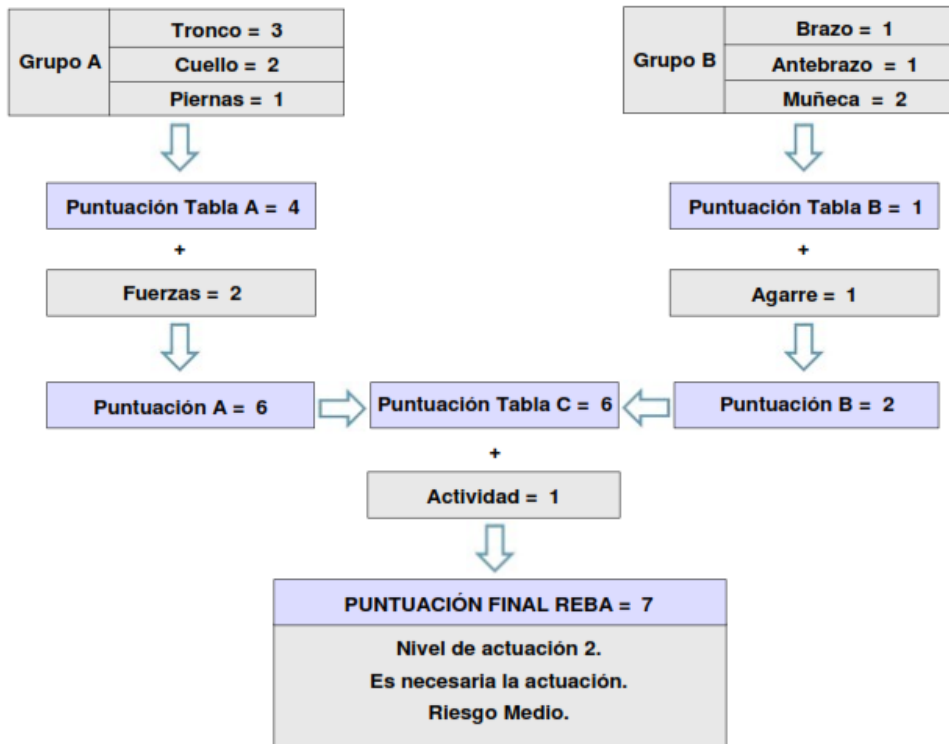 Grupo A
Tronco = 3
Cuello = 2
Piernas = 1
Grupo B
Brazo = 1
Antebrazo = 1
Muñeca = 2
Puntuación Tabla A = 4
Puntuación Tabla B = 1
+
+
Fuerzas = 2
Agarre = 1
Puntuación A = 6
Puntuación Tabla C = 6
Puntuación B = 2
+
Actividad = 1
PUNTUACIÓN FINAL REBA = 7
Nivel de actuación 2.
Es necesaria la actuación.
Riesgo Medio.